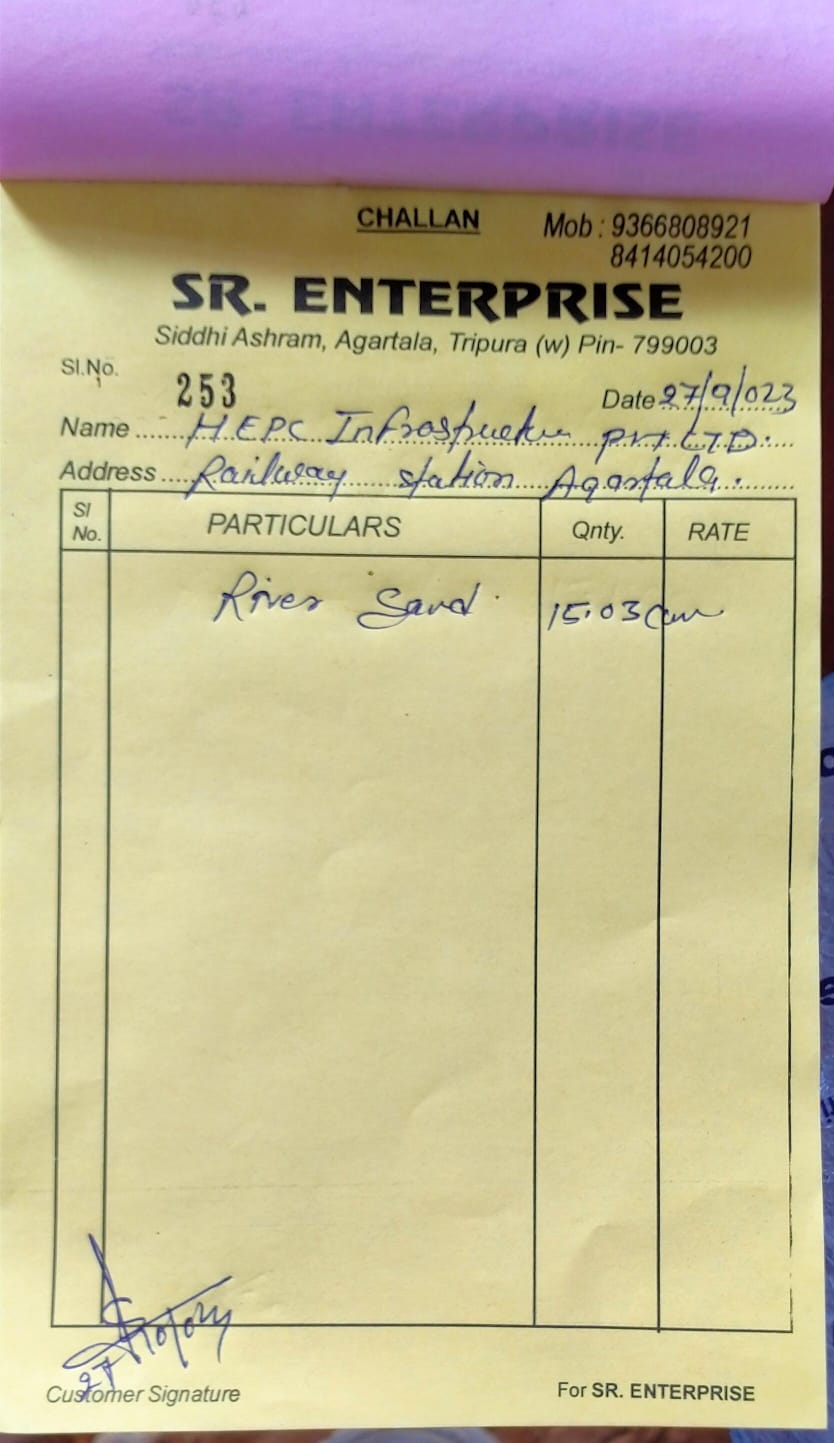 CHALLAN Mob : 9366808921
8414054200
SR. ENTERPRISE
Siddhi Ashram, Agartala, Tripura (w) Pin- 799003
Sl.No. 253 Date 27/9/023
Name H.E.P.C Infrastructure PVT LTD.
Address Railway station Agartala.
Sl No. PARTICULARS Qnty. RATE
River Sand. 15.03 Cum
27
Customer Signature For SR. ENTERPRISE